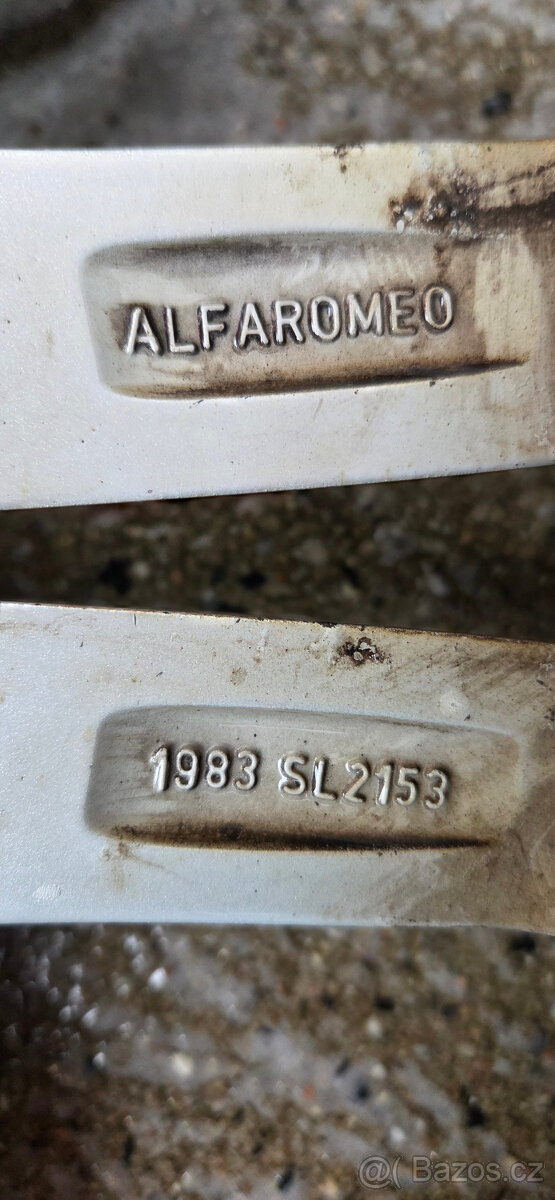 ALFAROMEO
1983 SL2153
@( Bazos.cz